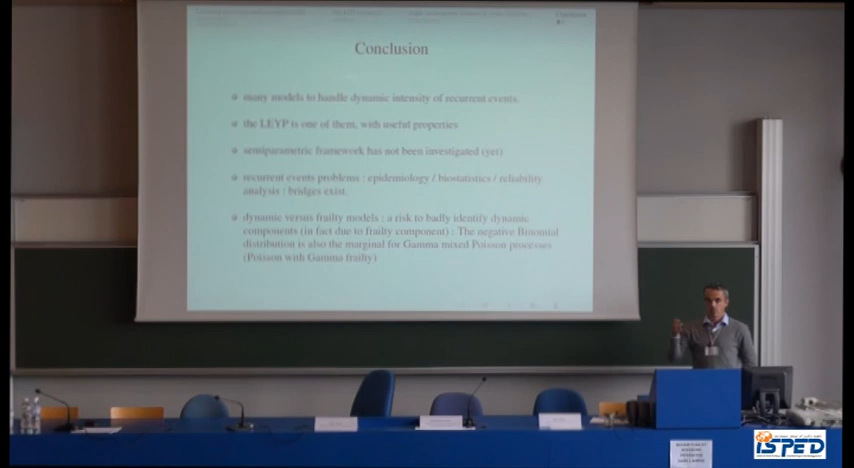 Conclusion
many models to handle dynamic intensity of recurrent events.
the LEYP is one of them, with useful properties
semiparametric framework has not been investigated (yet)
recurrent events problems : epidemiology / biostatistics / reliability
analysis : bridges exist.
dynamic versus frailty models : a risk to badly identify dynamic
components (in fact due to frailty component) : The negative Binomial
distribution is also the marginal for Gamma mixed Poisson processes
(Poisson with Gamma frailty)
ISPED